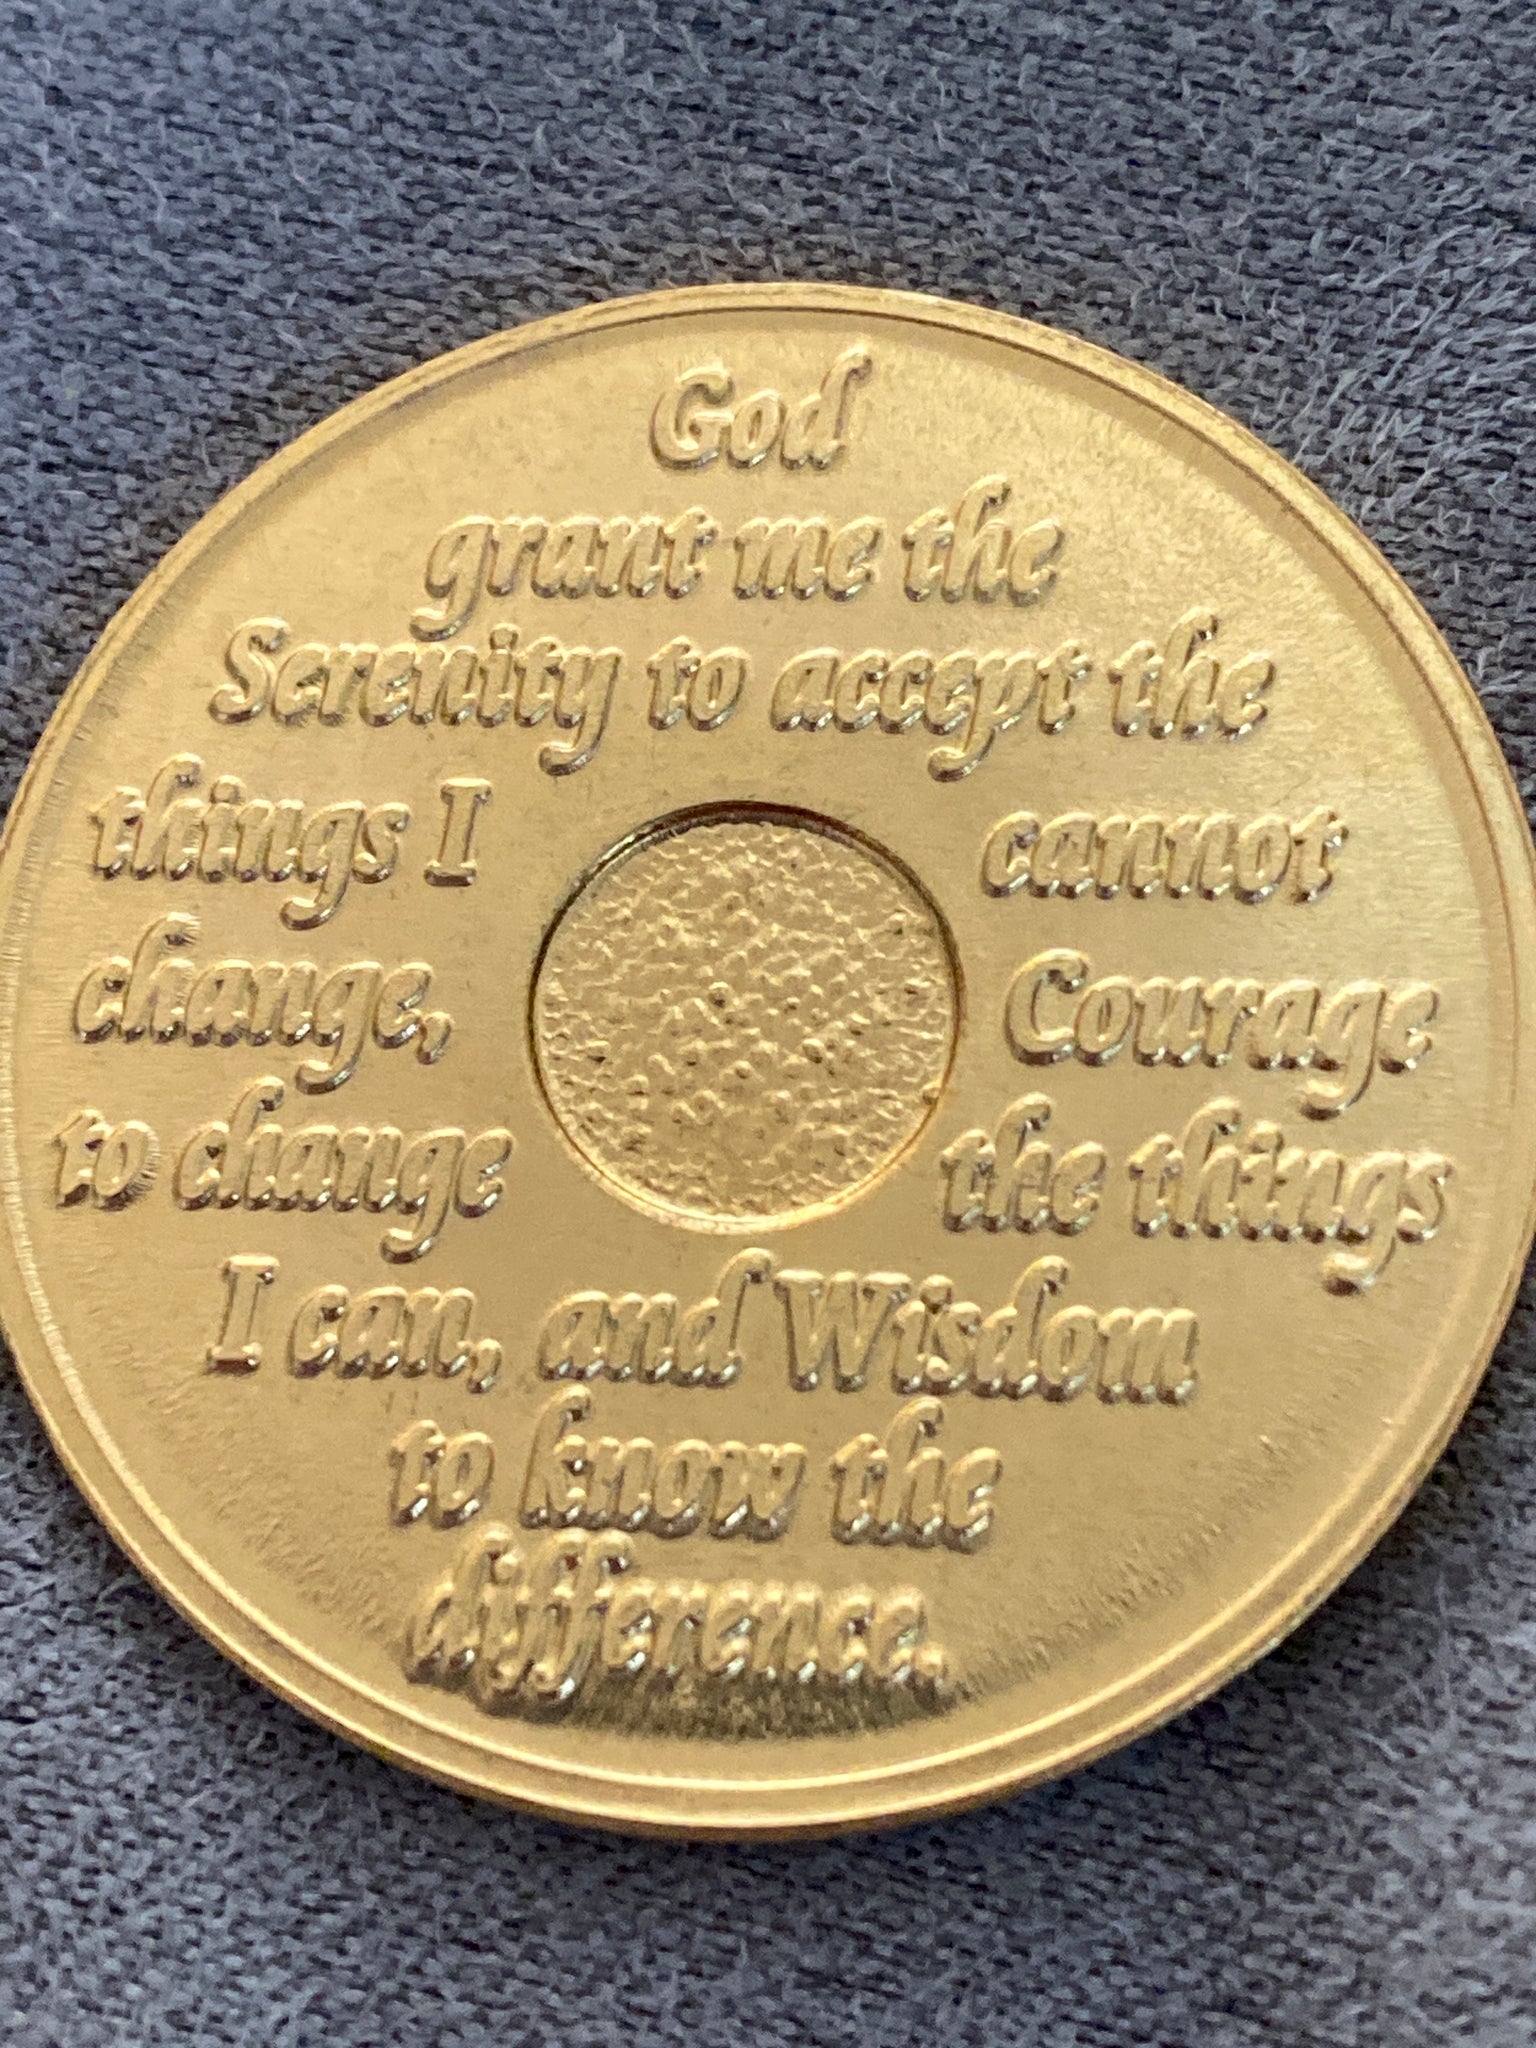 God
grant me the
Serenity to accept the
things I cannot
change, Courage
to change the things
I can, and Wisdom
to know the
difference.